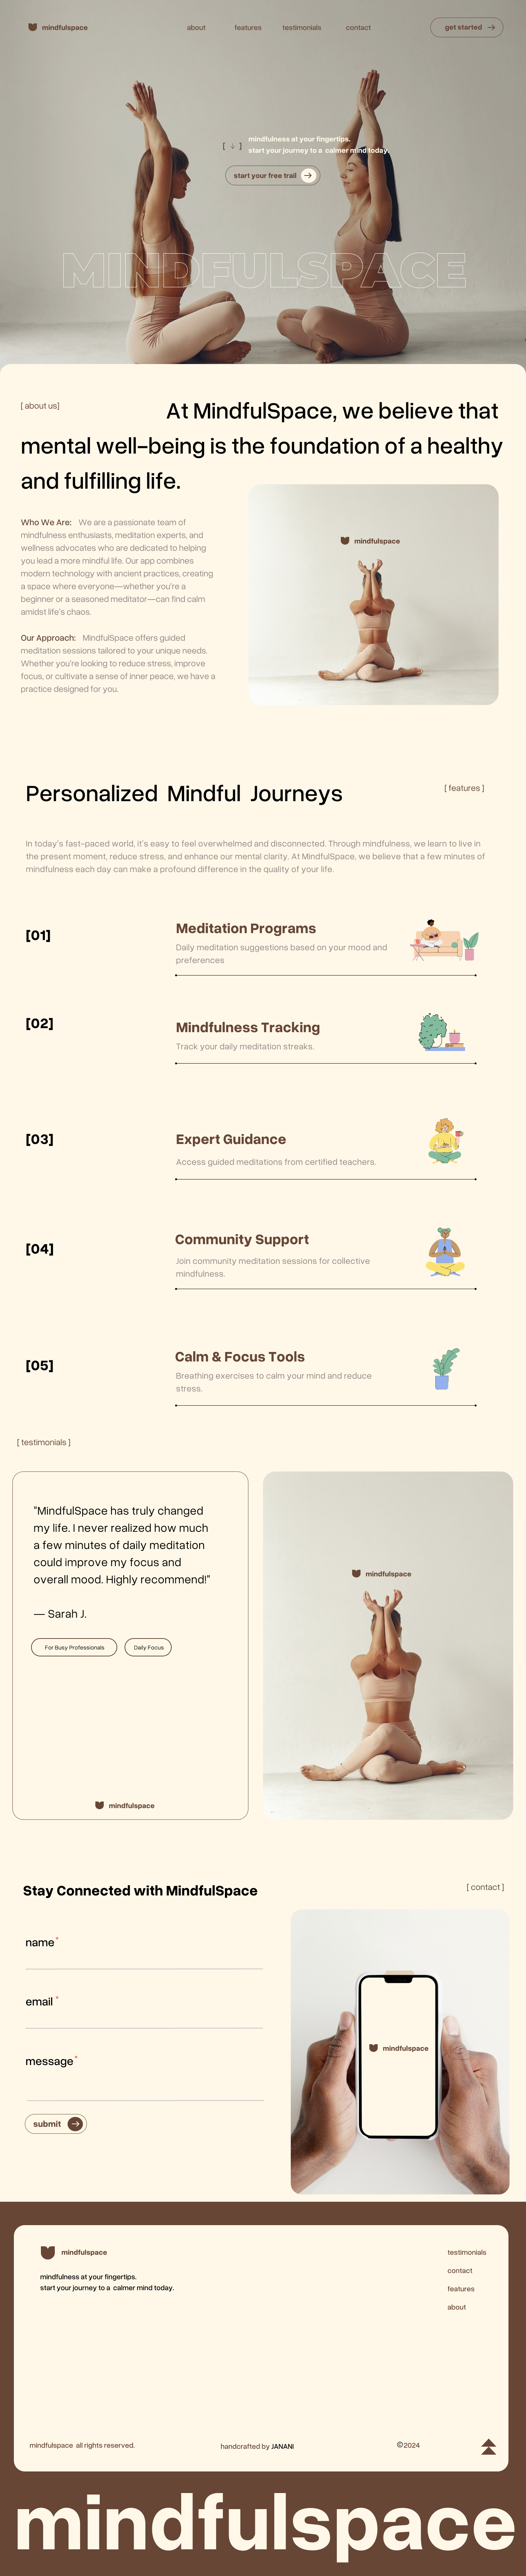 mindfulspace
about
features
testimonials
contact
get started
[ ↓ ]
mindfulness at your fingertips.
start your journey to a calmer mind today.
start your free trail
MINDFULSPACE
[ about us]
At MindfulSpace, we believe that
mental well-being is the foundation of a healthy
and fulfilling life.
Who We Are: We are a passionate team of
mindfulness enthusiasts, meditation experts, and
wellness advocates who are dedicated to helping
you lead a more mindful life. Our app combines
modern technology with ancient practices, creating
a space where everyone—whether you're a
beginner or a seasoned meditator—can find calm
amidst life's chaos.
Our Approach: MindfulSpace offers guided
meditation sessions tailored to your unique needs.
Whether you're looking to reduce stress, improve
focus, or cultivate a sense of inner peace, we have a
practice designed for you.
mindfulspace
Personalized Mindful Journeys
[ features ]
In today's fast-paced world, it's easy to feel overwhelmed and disconnected. Through mindfulness, we learn to live in
the present moment, reduce stress, and enhance our mental clarity. At MindfulSpace, we believe that a few minutes of
mindfulness each day can make a profound difference in the quality of your life.
[01]
Meditation Programs
Daily meditation suggestions based on your mood and
preferences
[02]
Mindfulness Tracking
Track your daily meditation streaks.
[03]
Expert Guidance
Access guided meditations from certified teachers.
[04]
Community Support
Join community meditation sessions for collective
mindfulness.
[05]
Calm & Focus Tools
Breathing exercises to calm your mind and reduce
stress.
[ testimonials ]
"MindfulSpace has truly changed
my life. I never realized how much
a few minutes of daily meditation
could improve my focus and
overall mood. Highly recommend!"
— Sarah J.
For Busy Professionals
Daily Focus
mindfulspace
mindfulspace
Stay Connected with MindfulSpace
[ contact ]
name *
email *
message *
submit
mindfulspace
mindfulspace
mindfulness at your fingertips.
start your journey to a calmer mind today.
testimonials
contact
features
about
mindfulspace all rights reserved.
handcrafted by JANANI
©2024
mindfulspace